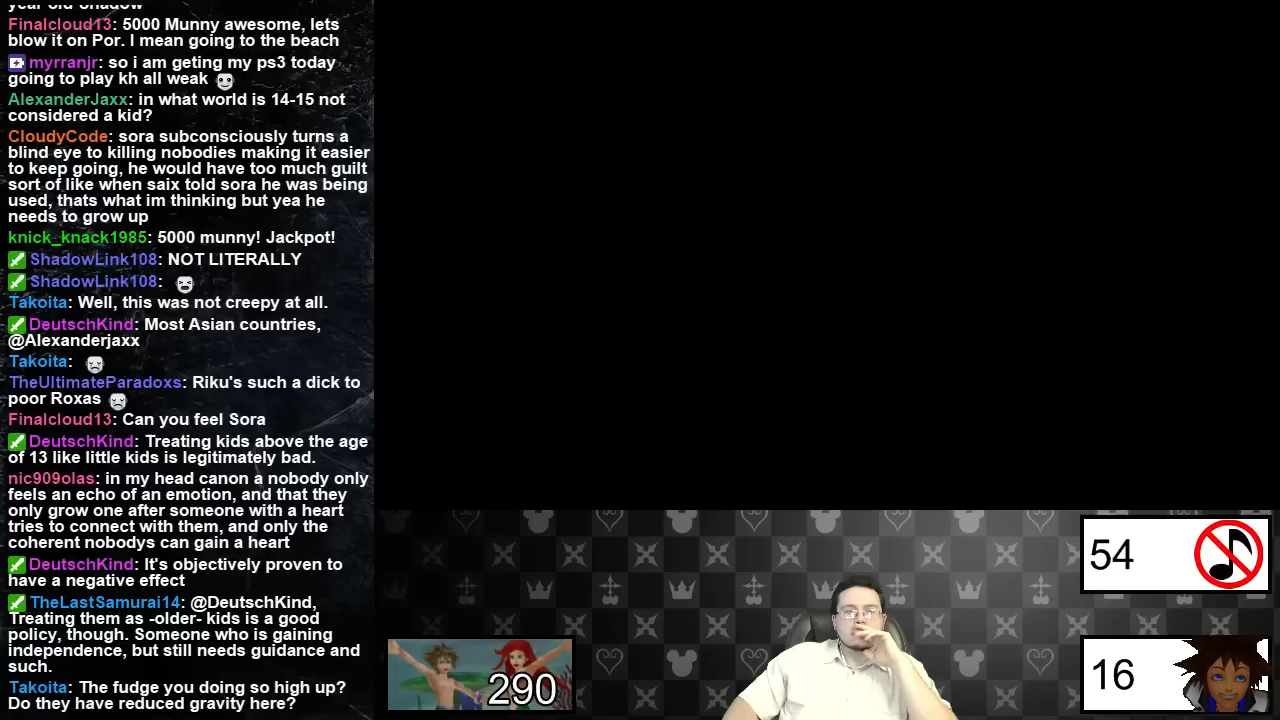 Finalcloud13: 5000 Munny awesome, lets
blow it on Por. I mean going to the beach
myrranjr: so i am geting my ps3 today
going to play kh all weak
AlexanderJaxx: in what world is 14-15 not
considered a kid?
CloudyCode: sora subconsciously turns a
blind eye to killing nobodies making it easier
to keep going, he would have too much guilt
sort of like when saix told sora he was being
used, thats what im thinking but yea he
needs to grow up
knick_knack1985: 5000 munny! Jackpot!
ShadowLink108: NOT LITERALLY
ShadowLink108:
Takoita: Well, this was not creepy at all.
DeutschKind: Most Asian countries,
@Alexanderjaxx
Takoita:
TheUltimateParadoxs: Riku's such a dick to
poor Roxas
Finalcloud13: Can you feel Sora
DeutschKind: Treating kids above the age
of 13 like little kids is legitimately bad.
nic909olas: in my head canon a nobody only
feels an echo of an emotion, and that they
only grow one after someone with a heart
tries to connect with them, and only the
coherent nobodys can gain a heart
DeutschKind: It's objectively proven to
have a negative effect
TheLastSamurai14: @DeutschKind,
Treating them as -older- kids is a good
policy, though. Someone who is gaining
independence, but still needs guidance and
such.
Takoita: The fudge you doing so high up?
Do they have reduced gravity here?
54
290
16